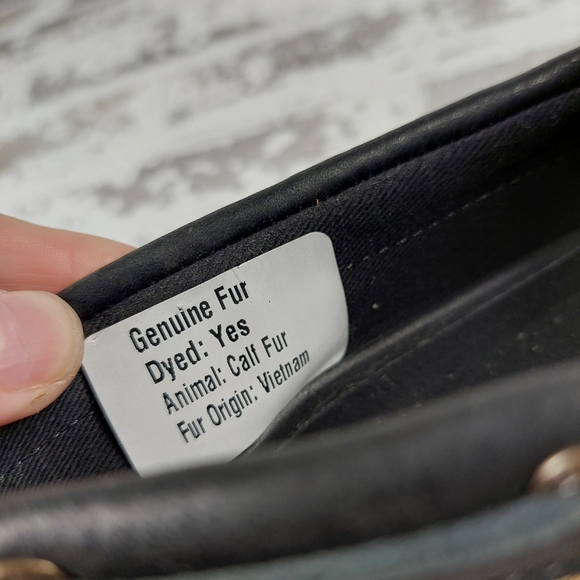 Genuine Fur
Dyed: Yes
Animal: Calf Fur
Fur Origin: Vietnam